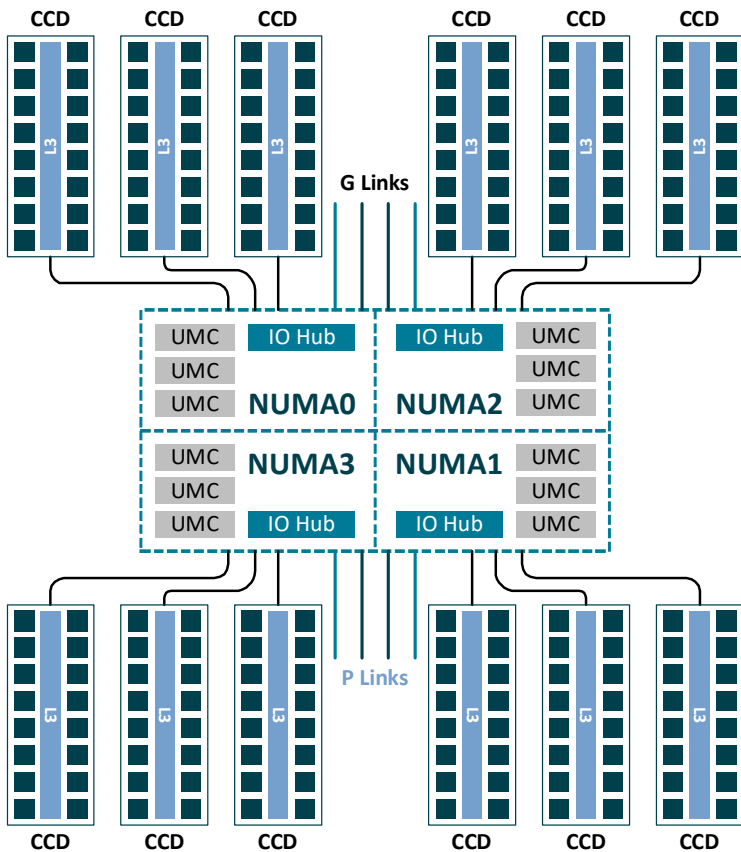 CCD CCD CCD CCD CCD CCD
L3 L3 L3 L3 L3 L3
G Links
UMC IO Hub IO Hub UMC
UMC UMC
UMC NUMA0 NUMA2 UMC
UMC NUMA3 NUMA1 UMC
UMC UMC
UMC IO Hub IO Hub UMC
P Links
L3 L3 L3 L3 L3 L3
CCD CCD CCD CCD CCD CCD